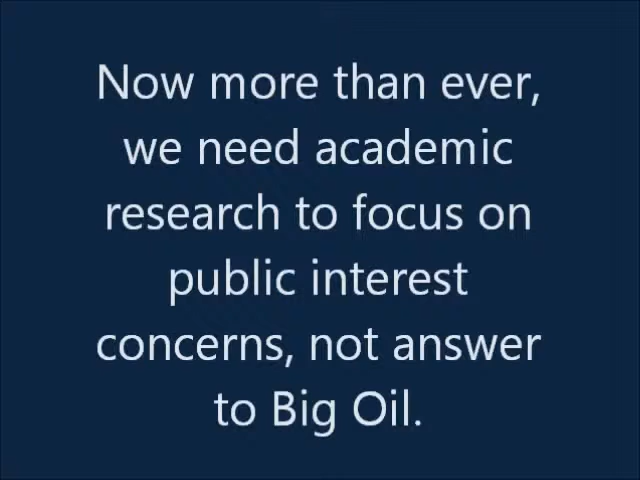 Now more than ever,
we need academic
research to focus on
public interest
concerns, not answer
to Big Oil.